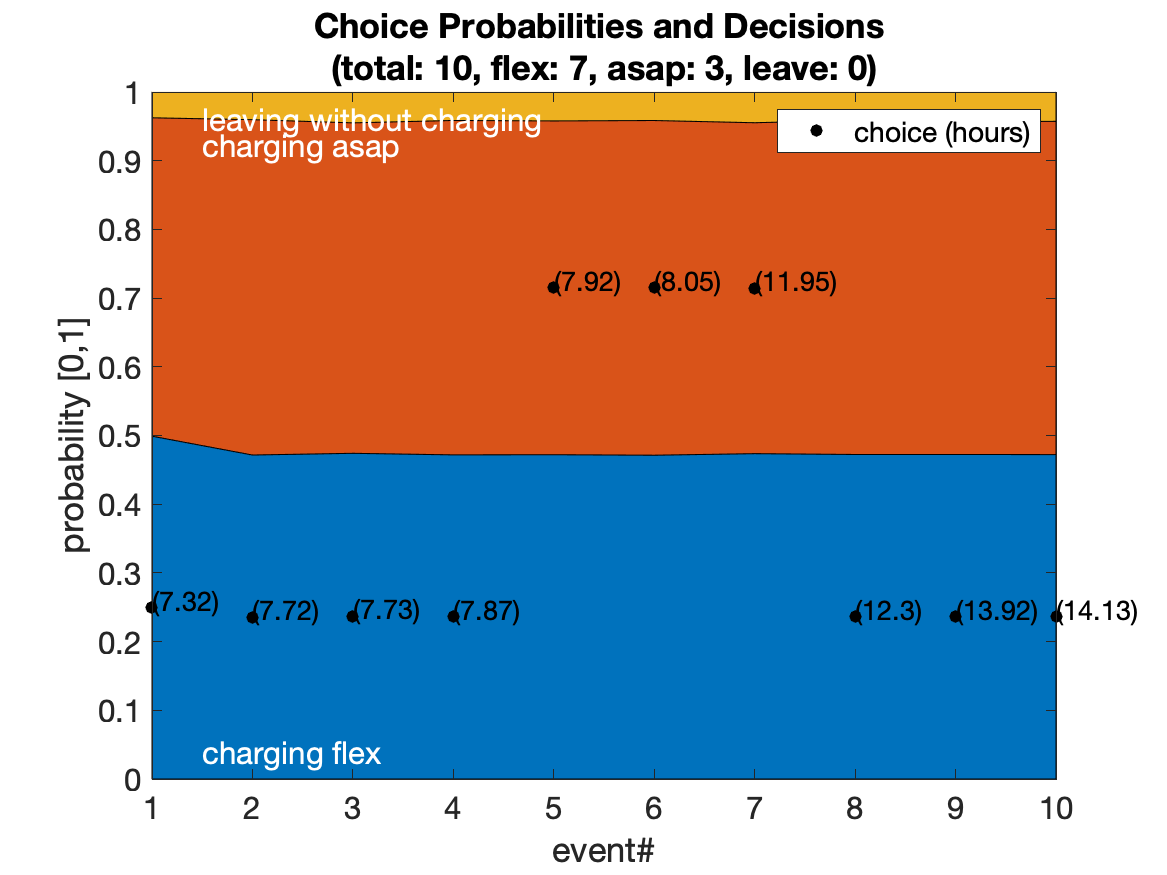 Choice Probabilities and Decisions
(total: 10, flex: 7, asap: 3, leave: 0)
1
leaving without charging
charging asap
choice (hours)
0.9
0.8
(7.92) (8.05) (11.95)
0.7
0.6
probability [0,1]
0.5
0.4
0.3
(7.32) (7.72) (7.73) (7.87) (12.3) (13.92) (14.13)
0.2
0.1
charging flex
0
1 2 3 4 5 6 7 8 9 10
event#